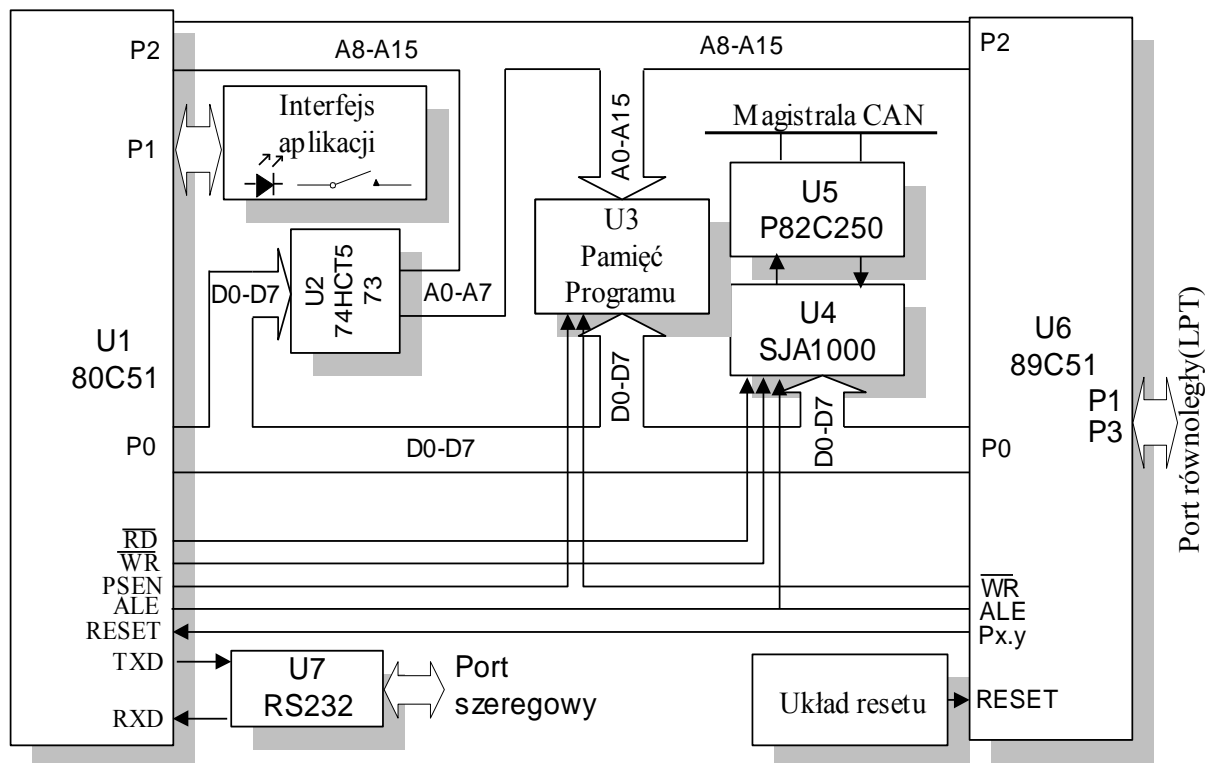 P2
A8-A15
A8-A15
P2
Interfejs
aplikacji
P1
A0-A15
Magistrala CAN
U5
P82C250
U3
Pamięć
Programu
U2
74HCT5
73
D0-D7
A0-A7
U4
SJA1000
U1
80C51
U6
89C51
P1
P3
Port równoległy(LPT)
D0-D7
D0-D7
P0
D0-D7
P0
RD
WR
PSEN
ALE
RESET
TXD
RXD
WR
ALE
Px.y
U7
RS232
Port
szeregowy
Układ resetu
RESET